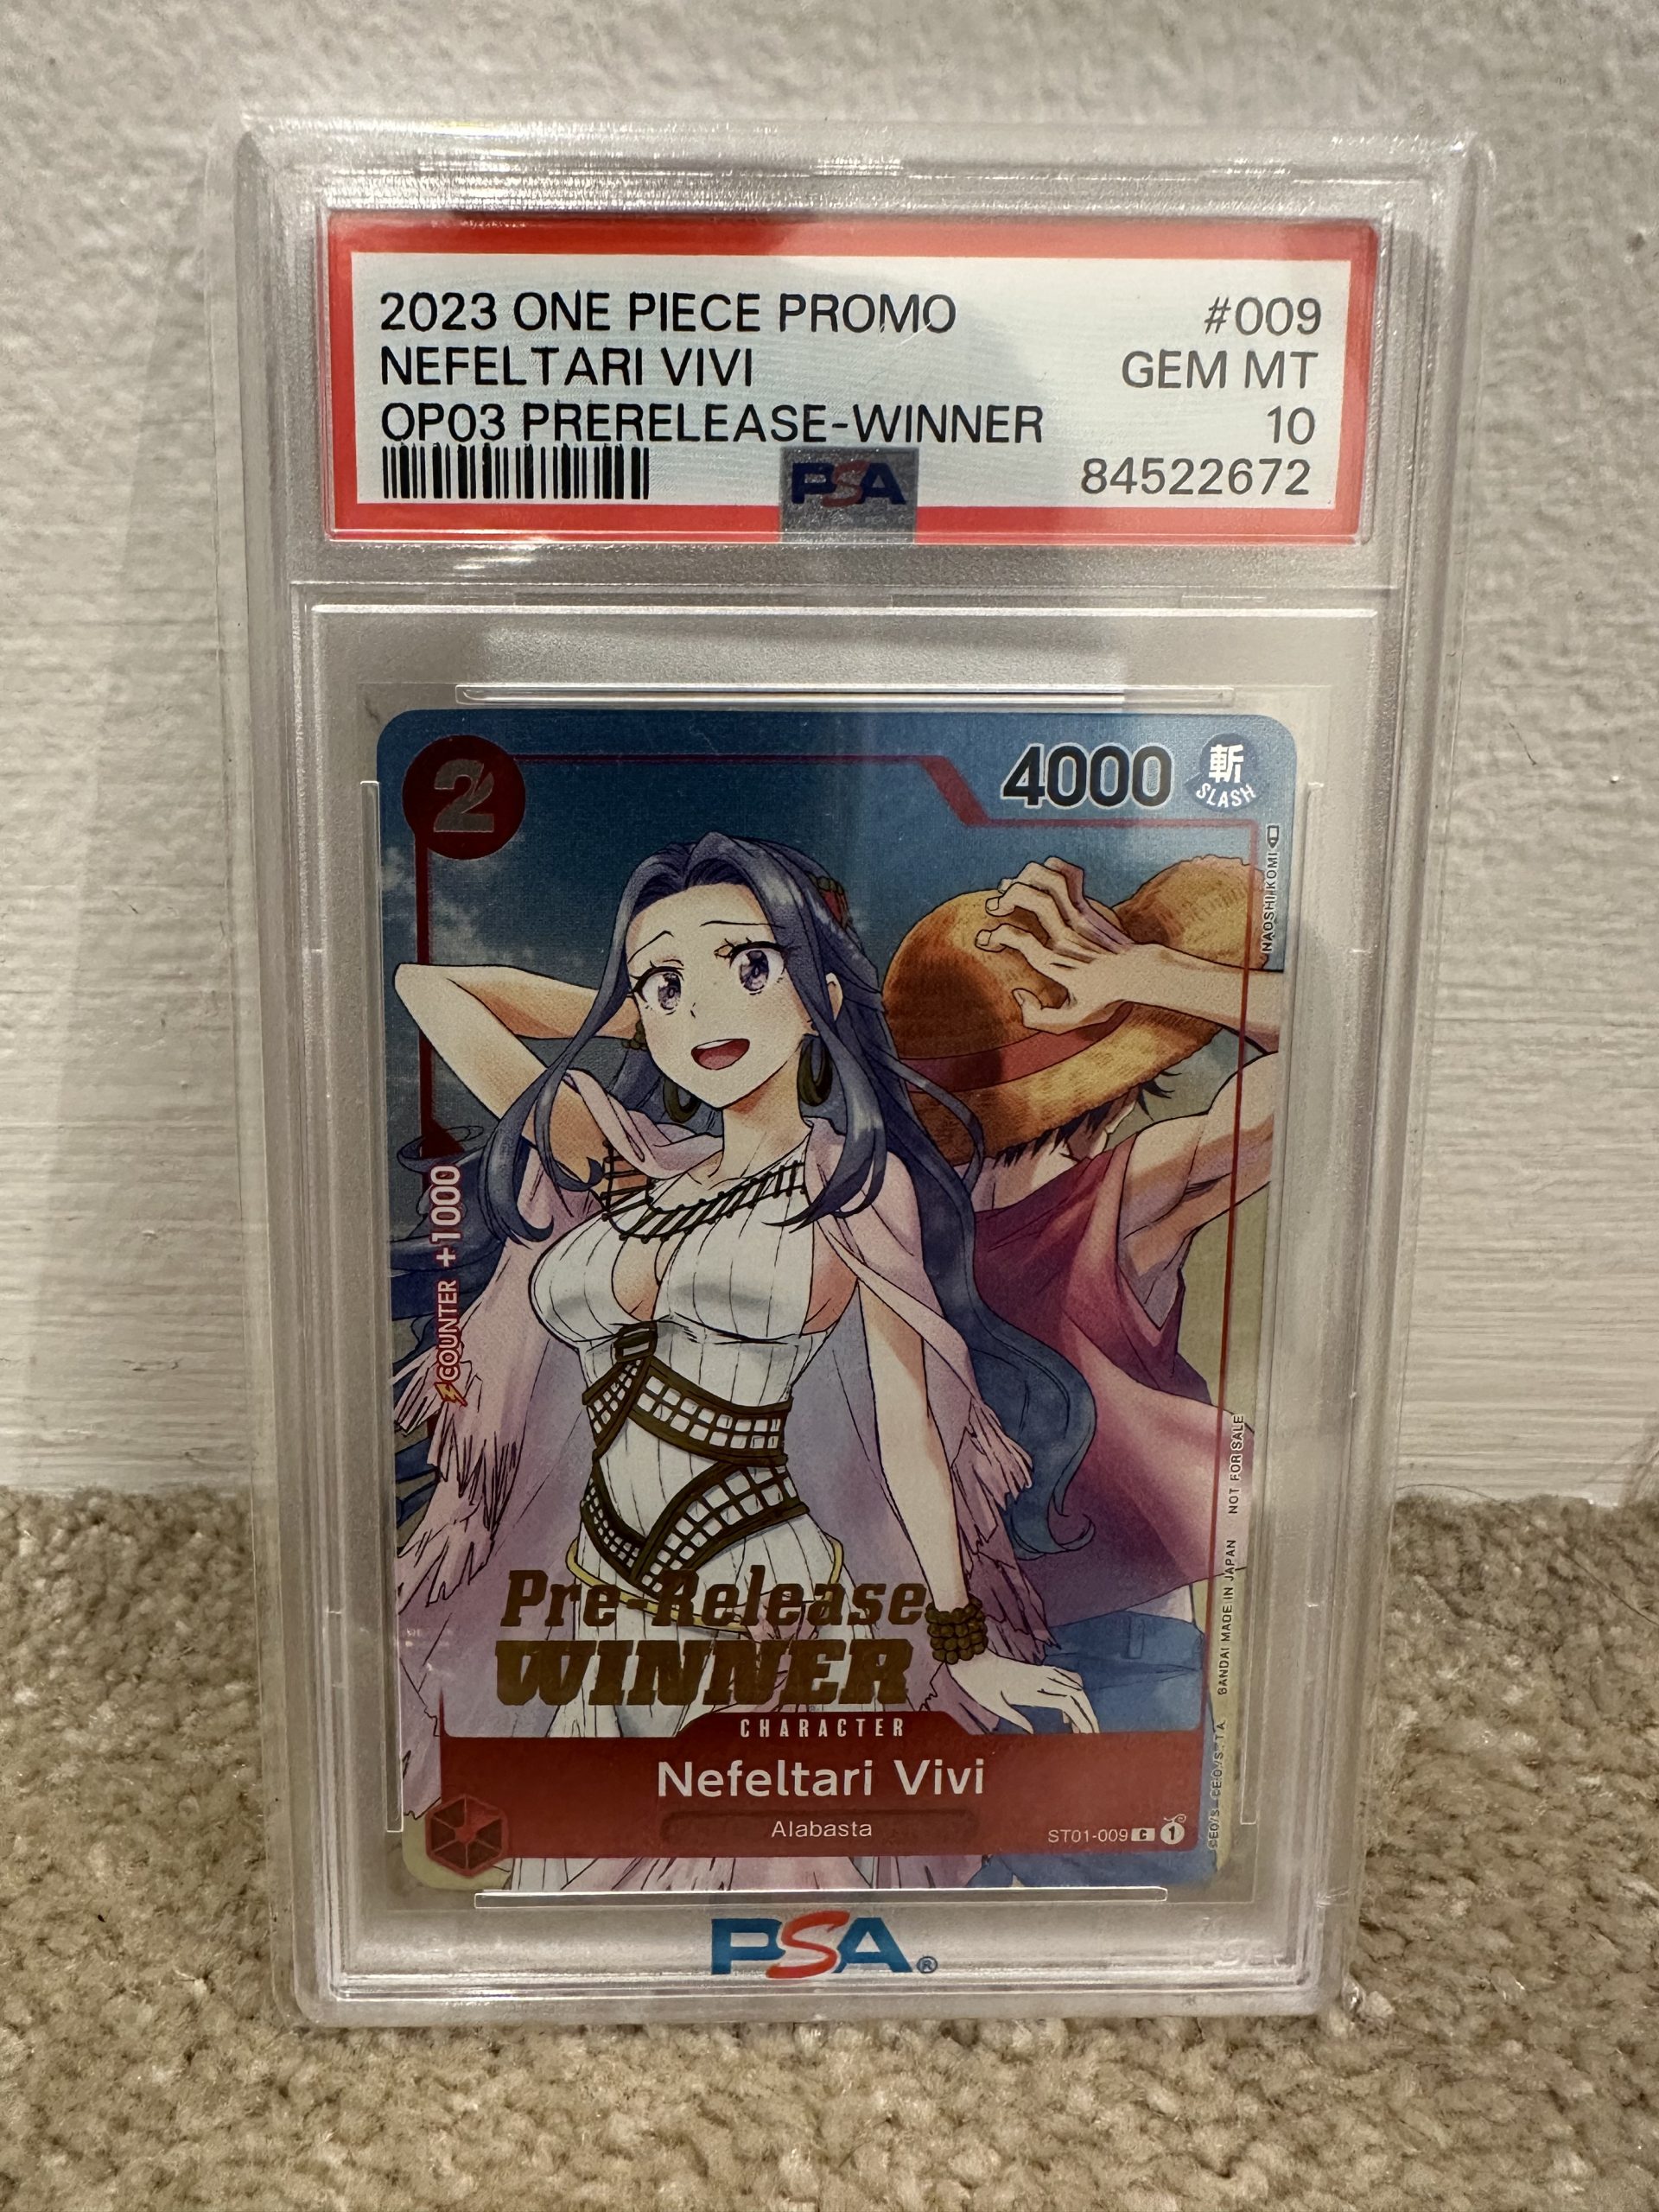 2023 ONE PIECE PROMO #009
NEFELTARI VIVI GEM MT
OP03 PRERELEASE-WINNER 10
PSA 84522672
2
4000 斬
SLASH
NAOSHI KOMI
COUNTER +1000
NOT FOR SALE
BANDAI MADE IN JAPAN
Pre-Release
WINNER
CHARACTER
Nefeltari Vivi
Alabasta
ST01-009 C 1
PSA®